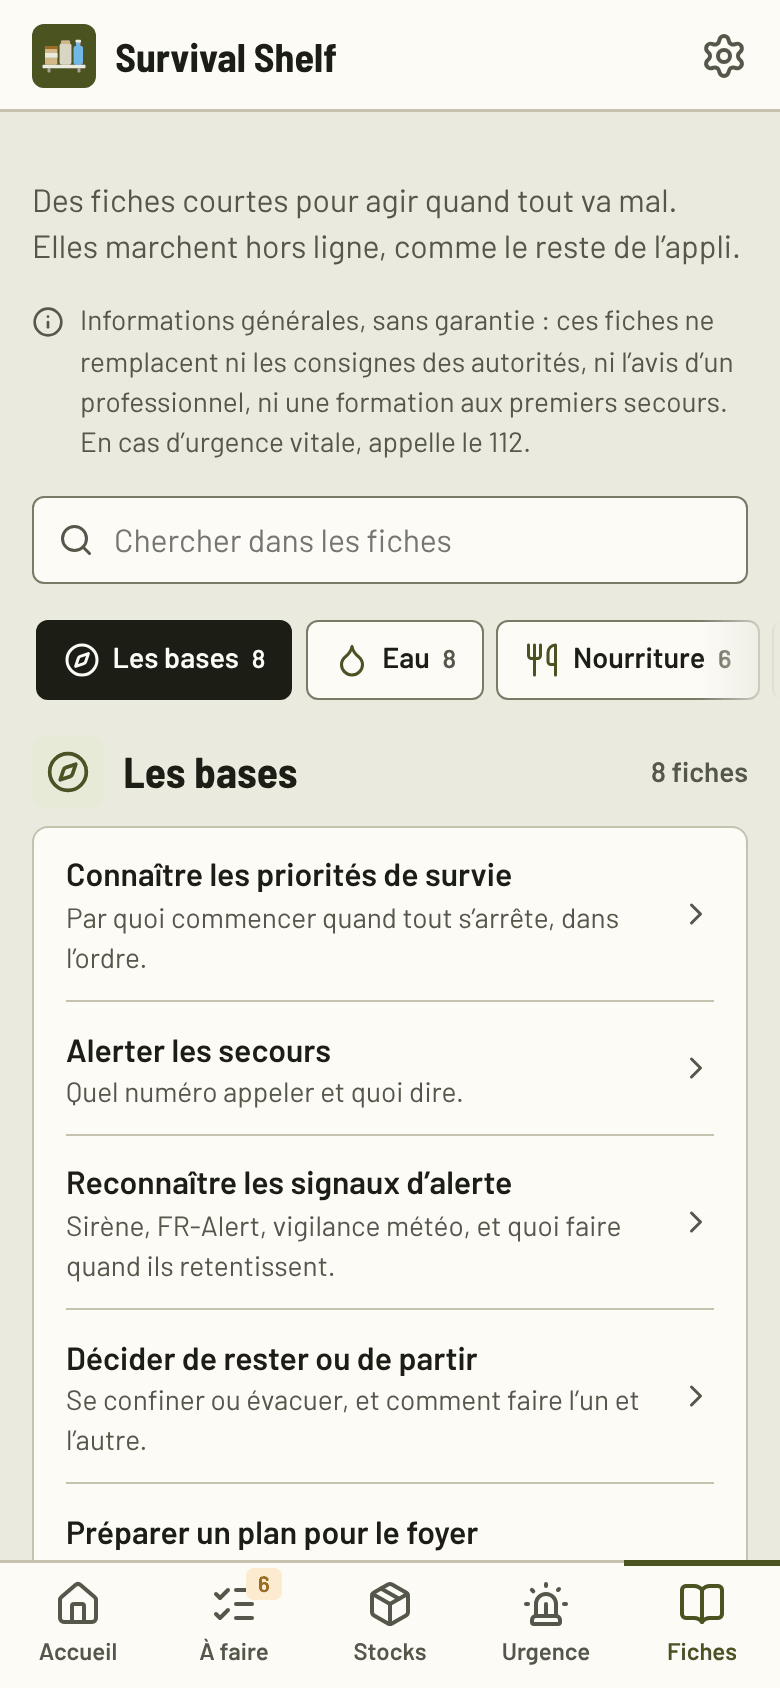 Survival Shelf
Des fiches courtes pour agir quand tout va mal.
Elles marchent hors ligne, comme le reste de l’appli.
Informations générales, sans garantie : ces fiches ne
remplacent ni les consignes des autorités, ni l’avis d’un
professionnel, ni une formation aux premiers secours.
En cas d’urgence vitale, appelle le 112.
Chercher dans les fiches
Les bases 8
Eau 8
Nourriture 6
Les bases
8 fiches
Connaître les priorités de survie
Par quoi commencer quand tout s’arrête, dans
l’ordre.
Alerter les secours
Quel numéro appeler et quoi dire.
Reconnaître les signaux d’alerte
Sirène, FR-Alert, vigilance météo, et quoi faire
quand ils retentissent.
Décider de rester ou de partir
Se confiner ou évacuer, et comment faire l’un et
l’autre.
Préparer un plan pour le foyer
6
Accueil
À faire
Stocks
Urgence
Fiches